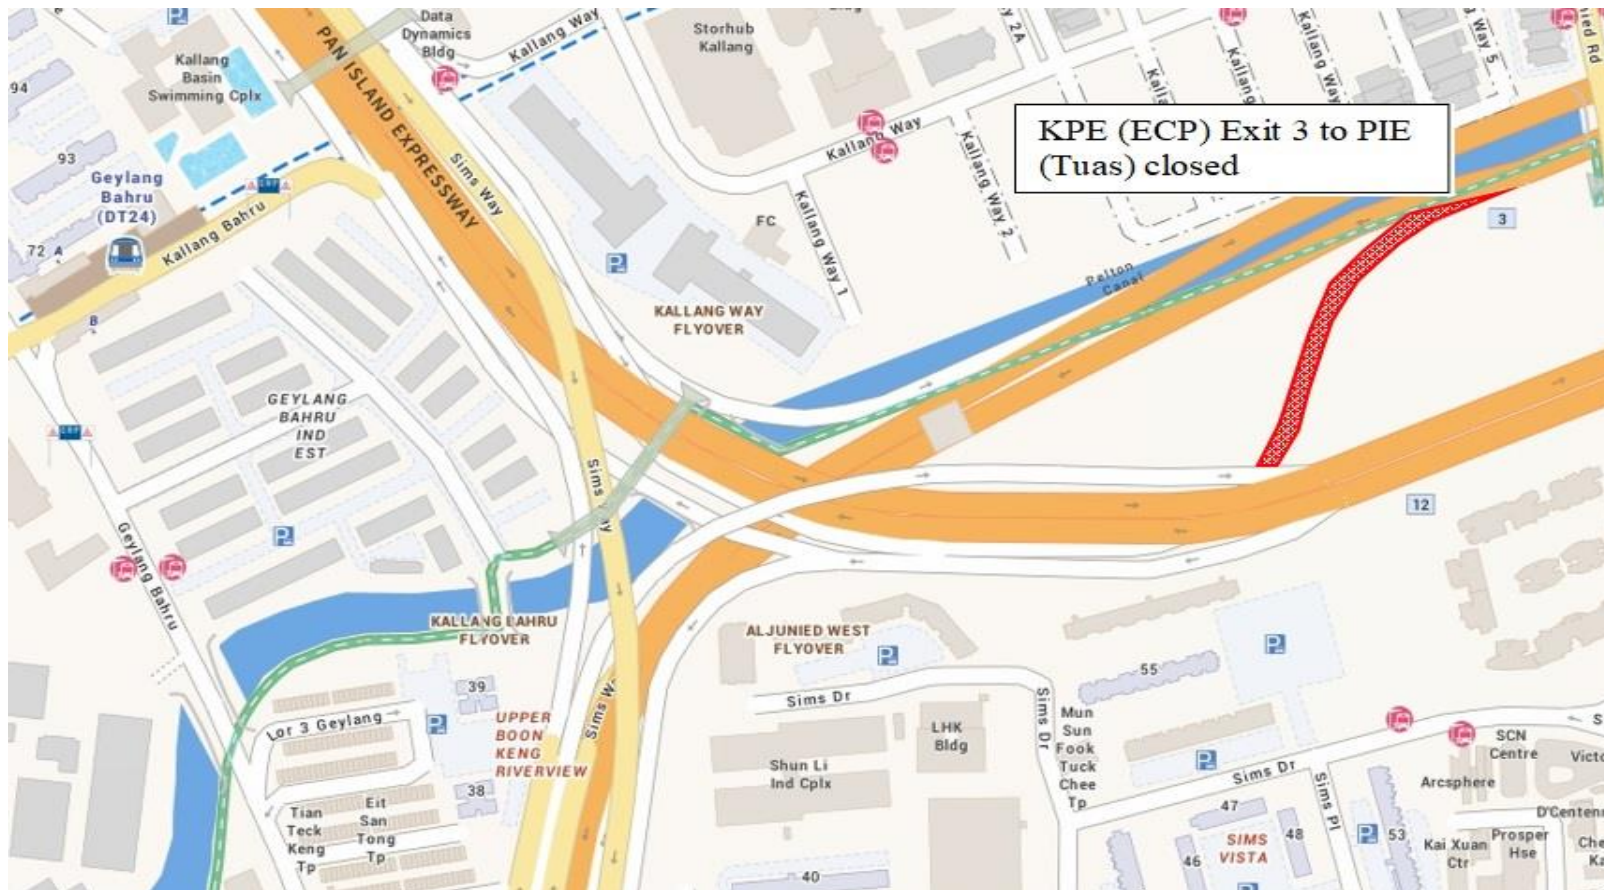 KPE (ECP) Exit 3 to PIE
(Tuas) closed
PAN ISLAND EXPRESSWAY
Data
Dynamics
Bldg
Kallang Way
Storhub
Kallang
Kallang
Basin
Swimming Cplx
94
93
Geylang
Bahru
(DT24)
72
A
B
Kallang Bahru
Sims Way
Kallang Way
Kallang Way 1
Kallang Way 2
Kallang Way
Way 5
FC
KALLANG WAY
FLYOVER
Pelton
Canal
3
12
GEYLANG
BAHRU
IND
EST
Geylang Bahru
KALLANG BAHRU
FLYOVER
ALJUNIED WEST
FLYOVER
Lor 3 Geylang
39
38
UPPER
BOON
KENG
RIVERVIEW
Sims Way
Tian
Teck
Keng
Tp
Eit
San
Tong
Tp
Sims Dr
Sims Dr
LHK
Bldg
Shun Li
Ind Cplx
40
Mun
Sun
Fook
Tuck
Chee
Tp
55
Sims Dr
Sims Pl
47
48
46
53
SIMS
VISTA
SCN
Centre
Arcsphere
Kai Xuan
Ctr
Prosper
Hse